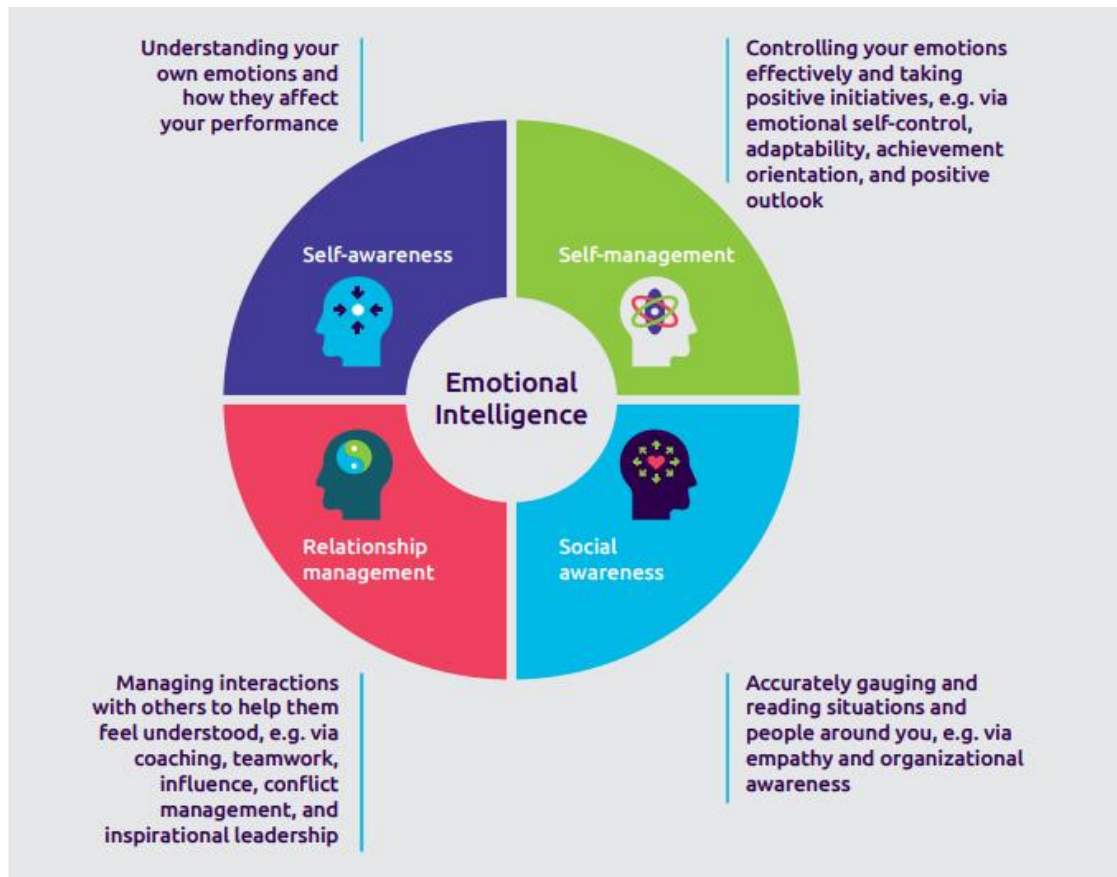 Understanding your
own emotions and
how they affect
your performance
Controlling your emotions
effectively and taking
positive initiatives, e.g. via
emotional self-control,
adaptability, achievement
orientation, and positive
outlook
Self-awareness
Self-management
Emotional
Intelligence
Relationship
management
Social
awareness
Managing interactions
with others to help them
feel understood, e.g. via
coaching, teamwork,
influence, conflict
management, and
inspirational leadership
Accurately gauging and
reading situations and
people around you, e.g. via
empathy and organizational
awareness